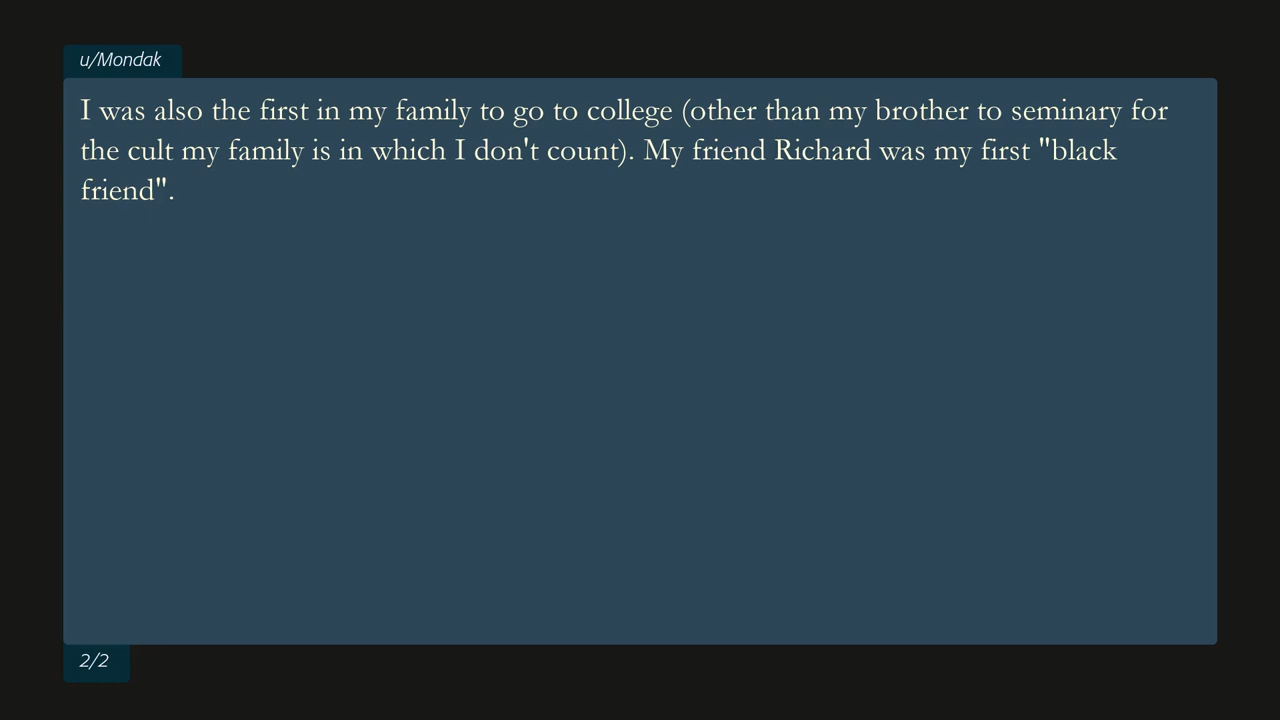 u/Mondak
I was also the first in my family to go to college (other than my brother to seminary for
the cult my family is in which I don't count). My friend Richard was my first "black
friend".
2/2